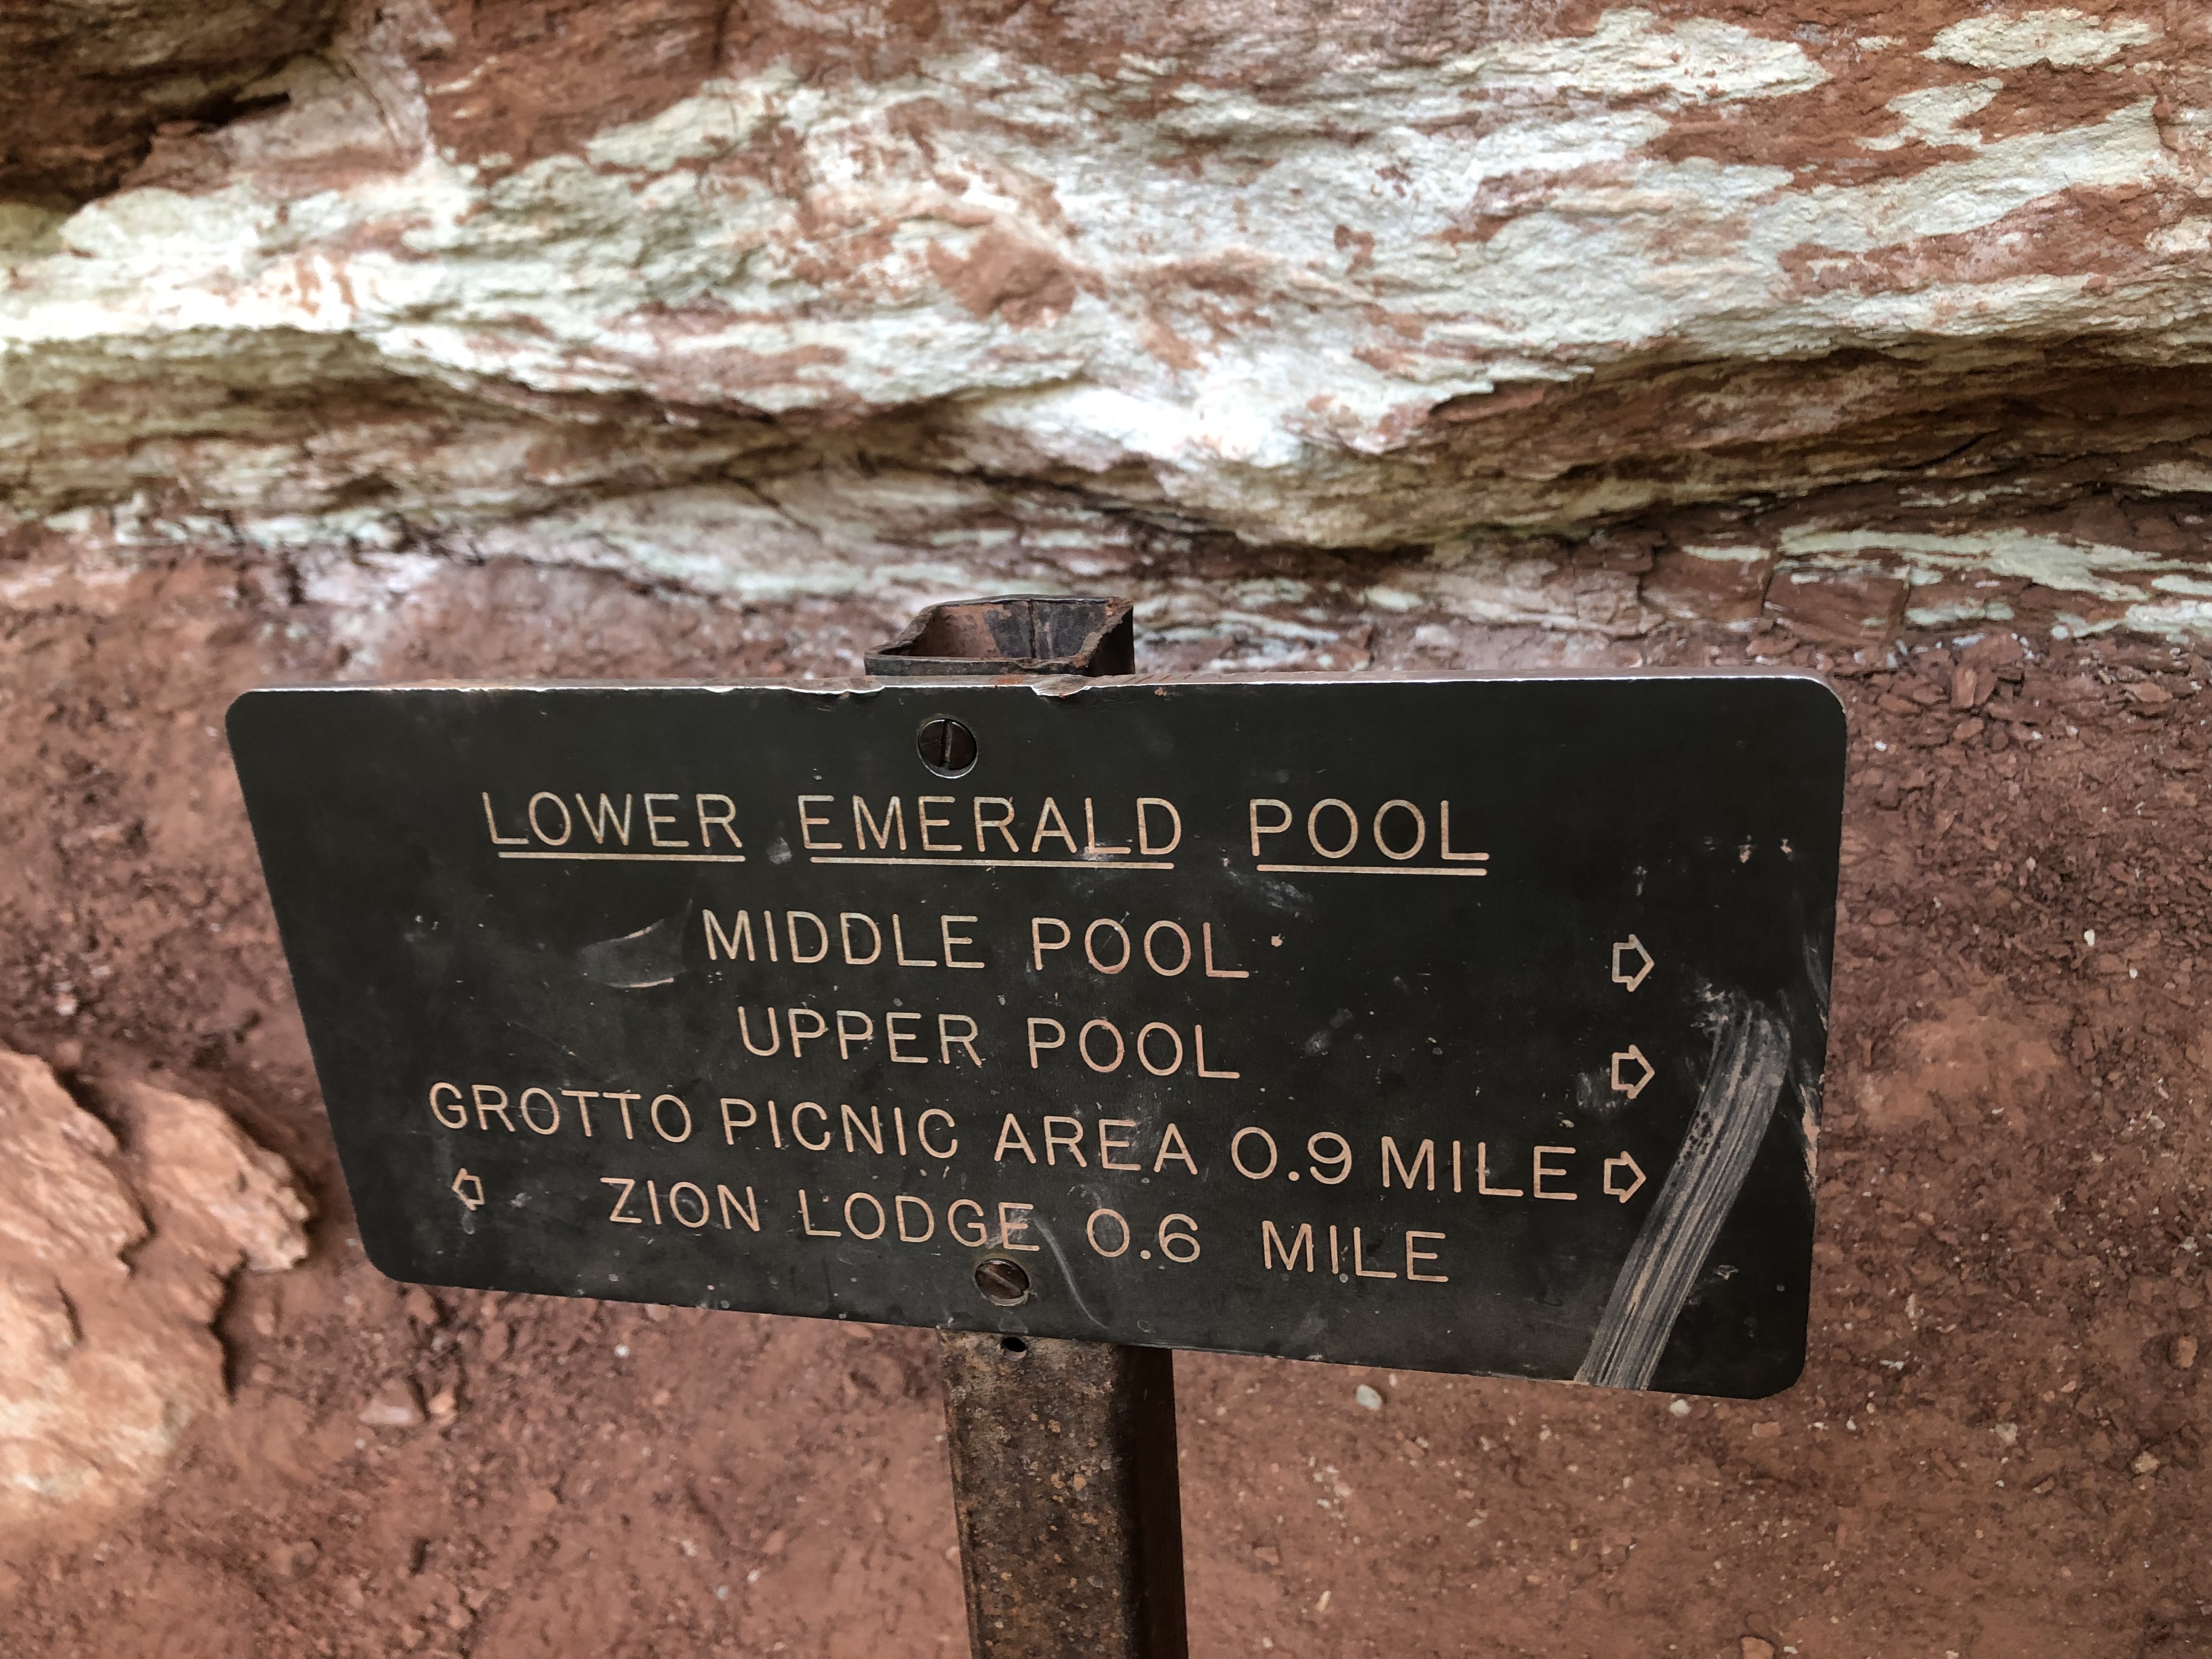 LOWER EMERALD POOL
MIDDLE POOL
UPPER POOL
GROTTO PICNIC AREA 0.9 MILE
ZION LODGE 0.6 MILE